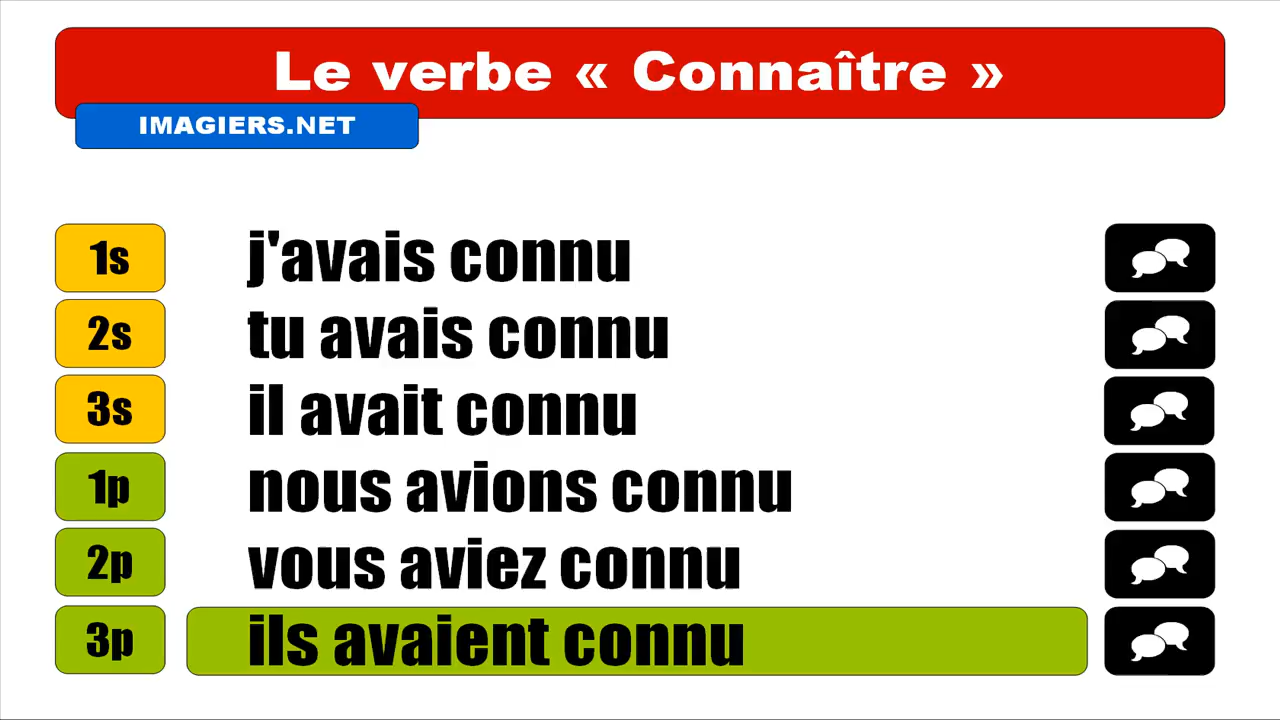 Le verbe « Connaître »
IMAGIERS.NET
1s j'avais connu
2s tu avais connu
3s il avait connu
1p nous avions connu
2p vous aviez connu
3p ils avaient connu